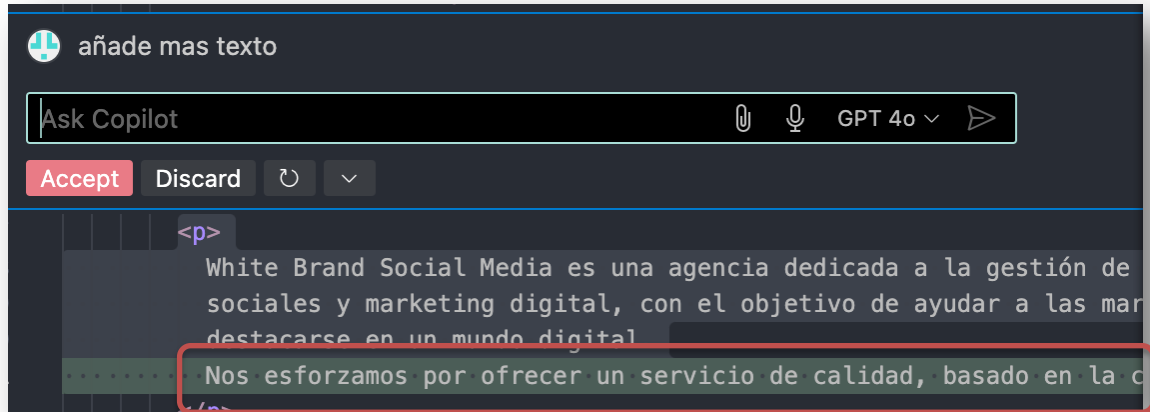 añade mas texto
Ask Copilot GPT 4o
Accept Discard
<p>
White Brand Social Media es una agencia dedicada a la gestión de
sociales y marketing digital, con el objetivo de ayudar a las mar
destacarse en un mundo digital
Nos esforzamos por ofrecer un servicio de calidad, basado en la c
</p>